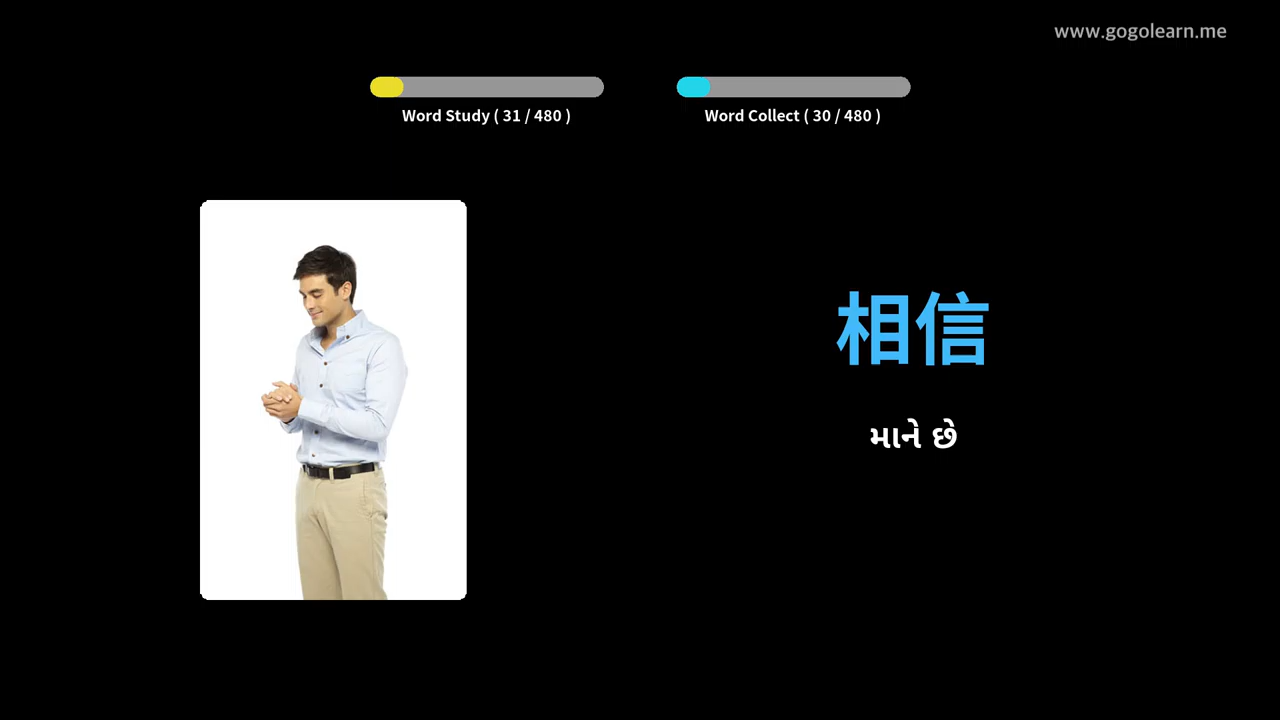 www.gogolearn.me
Word Study ( 31 / 480 )
Word Collect ( 30 / 480 )
相信
માને છે